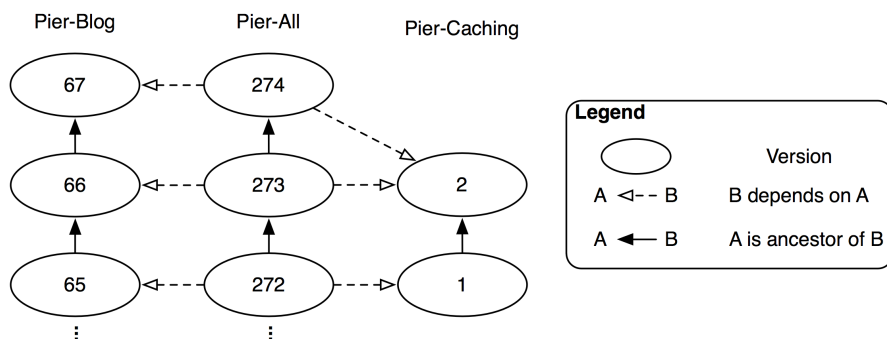 Pier-Blog Pier-All Pier-Caching
67 274
66 273 2
65 272 1
Legend
Version
A B B depends on A
A B A is ancestor of B